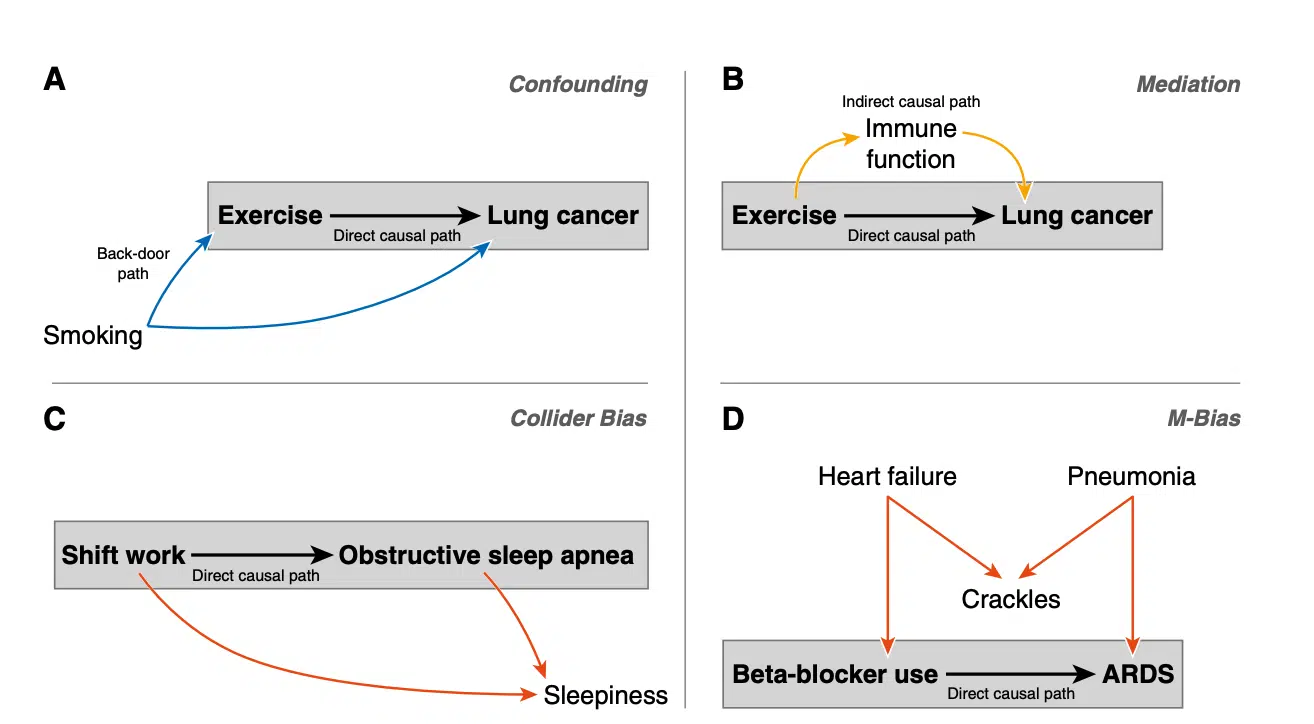 A
Confounding
Exercise
Lung cancer
Direct causal path
Back-door
path
Smoking
B
Mediation
Indirect causal path
Immune
function
Exercise
Lung cancer
Direct causal path
C
Collider Bias
Shift work
Obstructive sleep apnea
Direct causal path
Sleepiness
D
M-Bias
Heart failure
Pneumonia
Crackles
Beta-blocker use
ARDS
Direct causal path